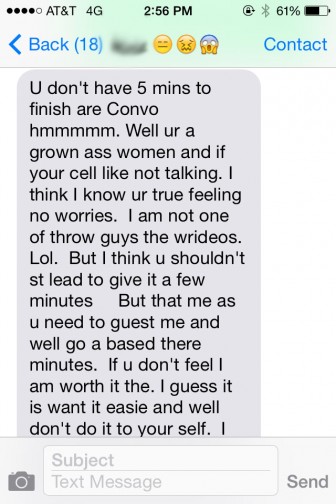 AT&T 4G 2:56 PM 61%
Back (18) Contact
U don't have 5 mins to
finish are Convo
hmmmmm. Well ur a
grown ass women and if
your cell like not talking. I
think I know ur true feeling
no worries. I am not one
of throw guys the wrideos.
Lol. But I think u shouldn't
st lead to give it a few
minutes But that me as
u need to guest me and
well go a based there
minutes. If u don't feel I
am worth it the. I guess it
is want it easie and well
don't do it to your self. I
Subject
Text Message Send